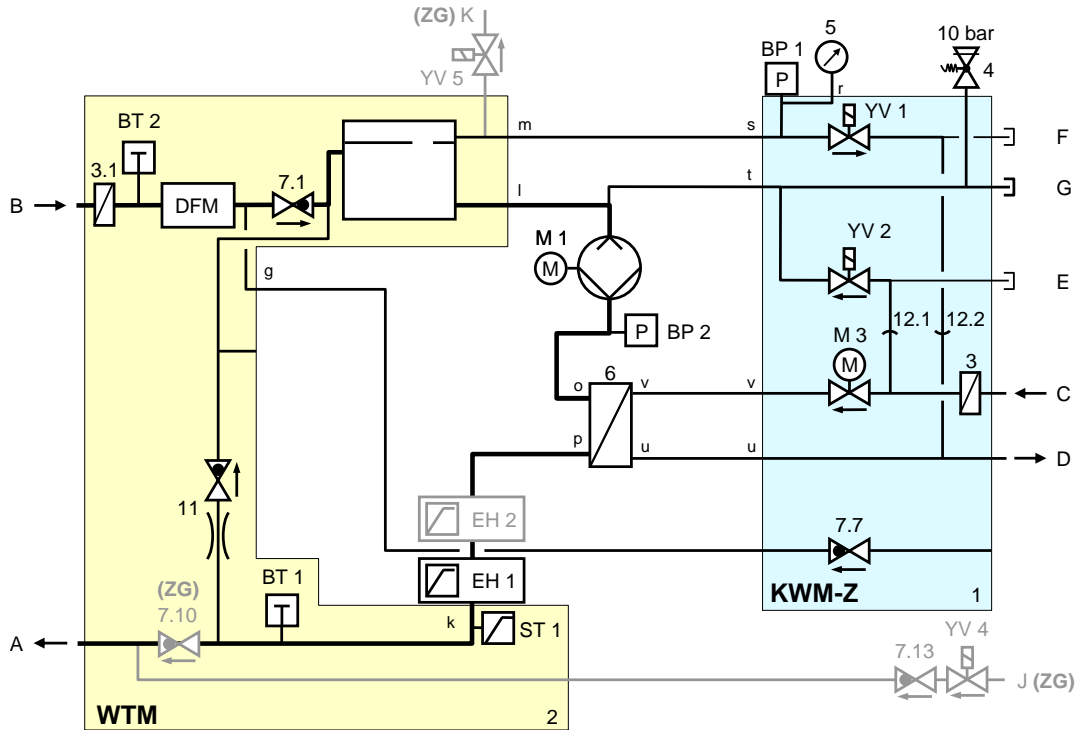 (ZG) K
YV 5
5
10 bar
BP 1
P
4
r
YV 1
BT 2
T
3.1
m
s
F
7.1
t
l
G
B
DFM
M 1
M
YV 2
g
E
12.1
12.2
P
BP 2
M 3
M
6
3
o
v
v
C
p
u
u
D
11
EH 2
7.7
(ZG)
7.10
BT 1
T
EH 1
KWM-Z
1
k
ST 1
A
YV 4
7.13
J (ZG)
WTM
2